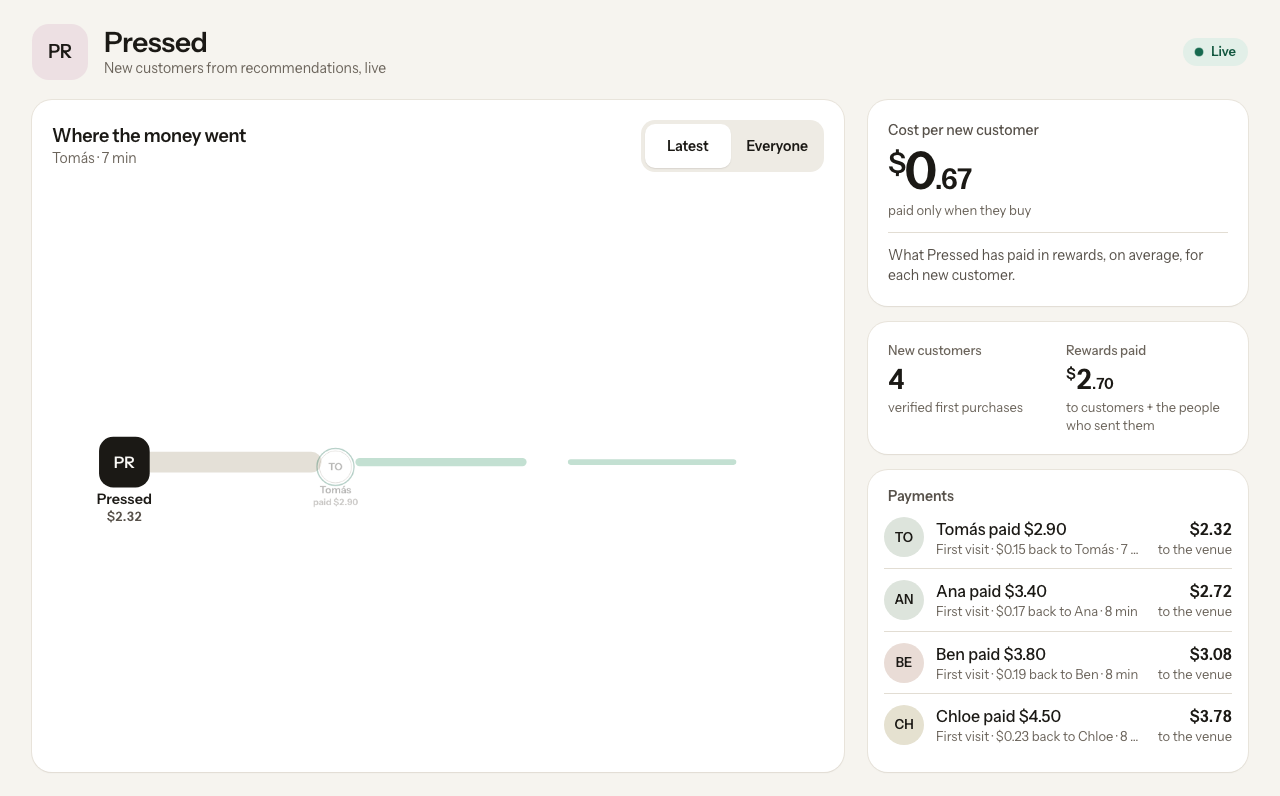 PR
Pressed
New customers from recommendations, live
Live
Where the money went
Tomás · 7 min
Latest
Everyone
PR
Pressed
$2.32
TO
Tomás
paid $2.90
Cost per new customer
$0.67
paid only when they buy
What Pressed has paid in rewards, on average, for
each new customer.
New customers
4
verified first purchases
Rewards paid
$2.70
to customers + the people
who sent them
Payments
TO
Tomás paid $2.90
First visit · $0.15 back to Tomás · 7 ...
$2.32
to the venue
AN
Ana paid $3.40
First visit · $0.17 back to Ana · 8 min
$2.72
to the venue
BE
Ben paid $3.80
First visit · $0.19 back to Ben · 8 min
$3.08
to the venue
CH
Chloe paid $4.50
First visit · $0.23 back to Chloe · 8 ...
$3.78
to the venue